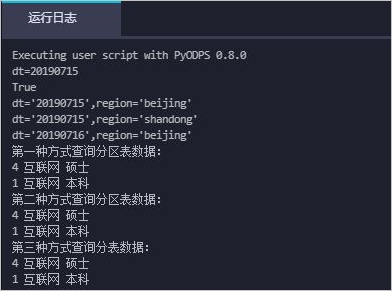 运行日志
Executing user script with PyODPS 0.8.0
dt=20190715
True
dt='20190715',region='beijing'
dt='20190715',region='shandong'
dt='20190716',region='beijing'
第一种方式查询分区表数据:
4 互联网 硕士
1 互联网 本科
第二种方式查询分区表数据:
4 互联网 硕士
1 互联网 本科
第三种方式查询分表数据:
4 互联网 硕士
1 互联网 本科